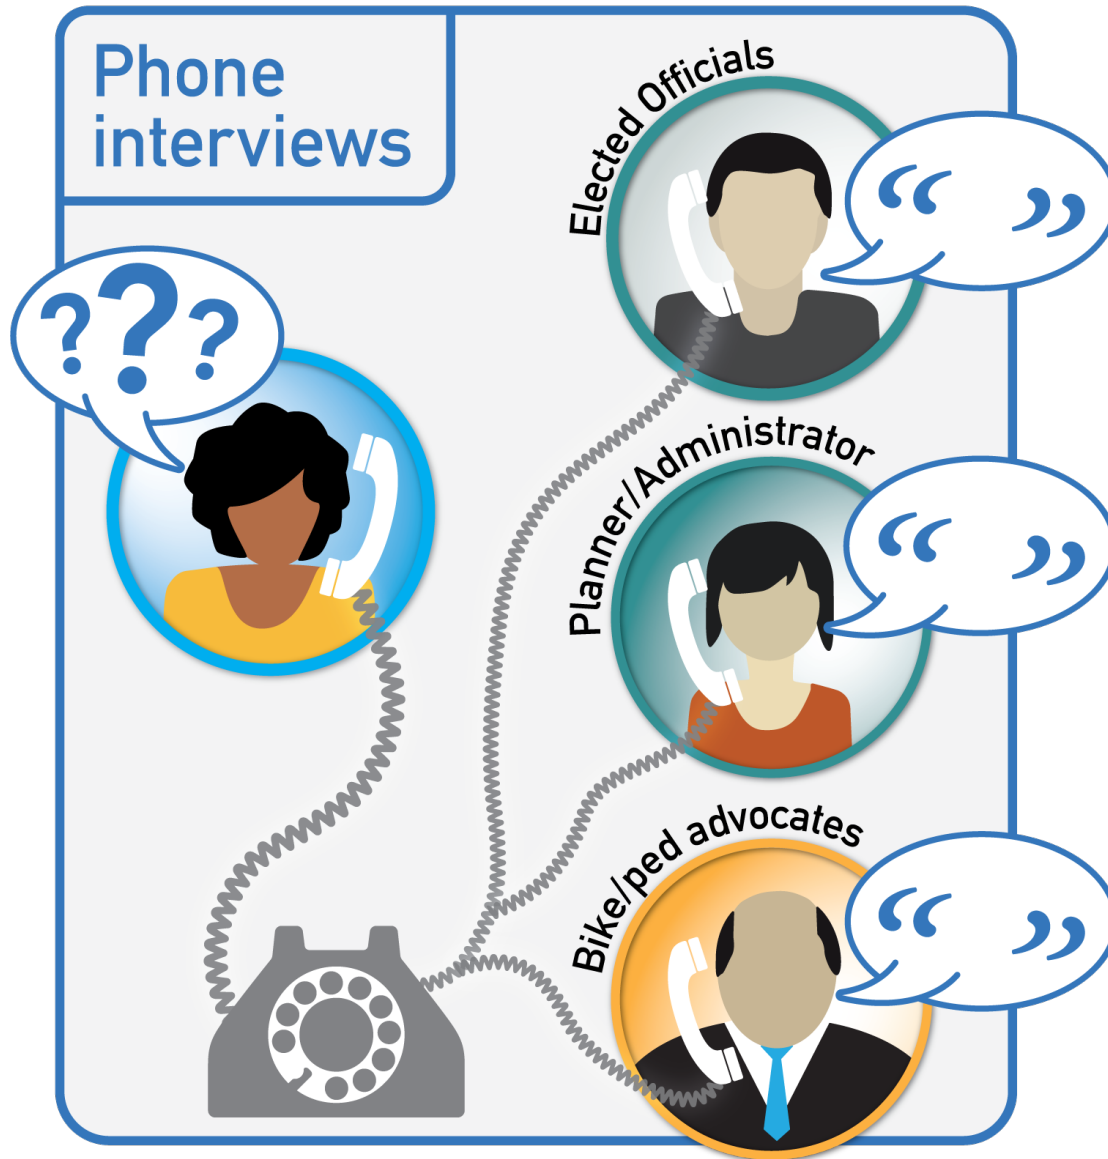 Phone
interviews
Elected Officials
“ ”
???
Planner/Administrator
“ ”
Bike/ped advocates
“ ”